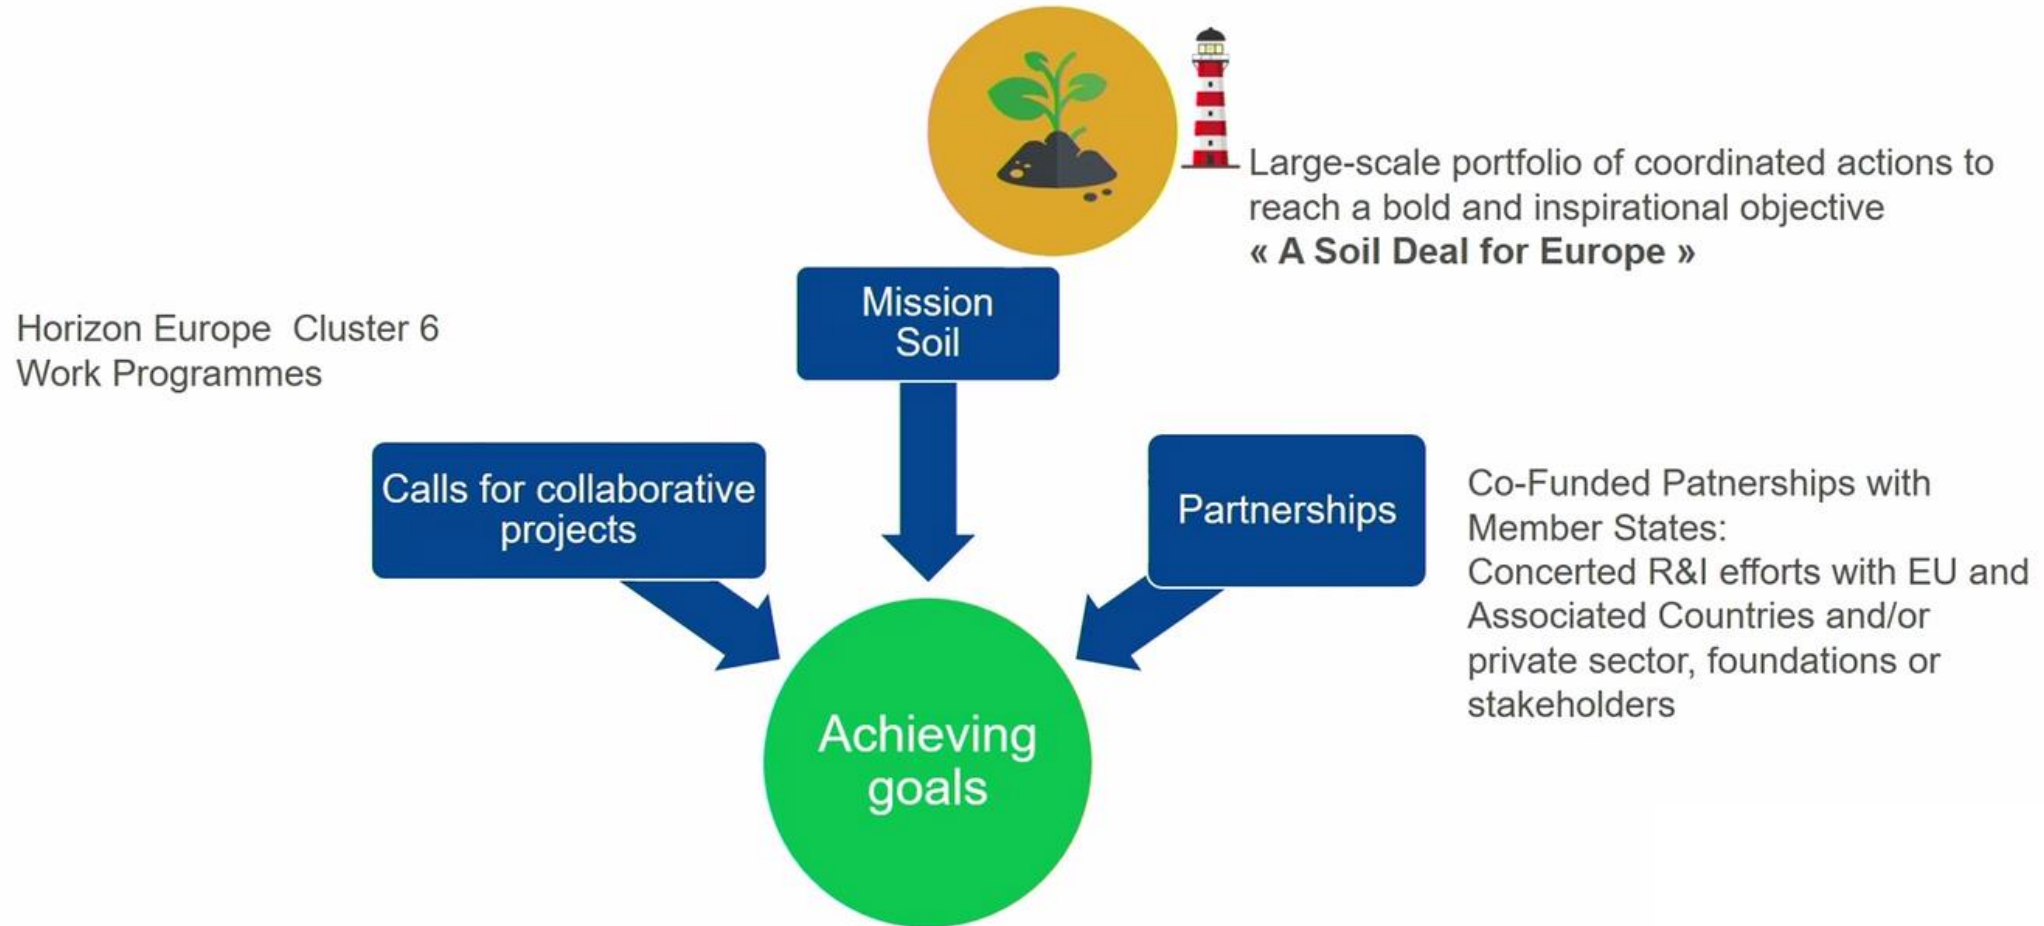 Large-scale portfolio of coordinated actions to
reach a bold and inspirational objective
« A Soil Deal for Europe »
Mission
Soil
Horizon Europe Cluster 6
Work Programmes
Calls for collaborative
projects
Partnerships
Co-Funded Patnerships with
Member States:
Concerted R&I efforts with EU and
Associated Countries and/or
private sector, foundations or
stakeholders
Achieving
goals